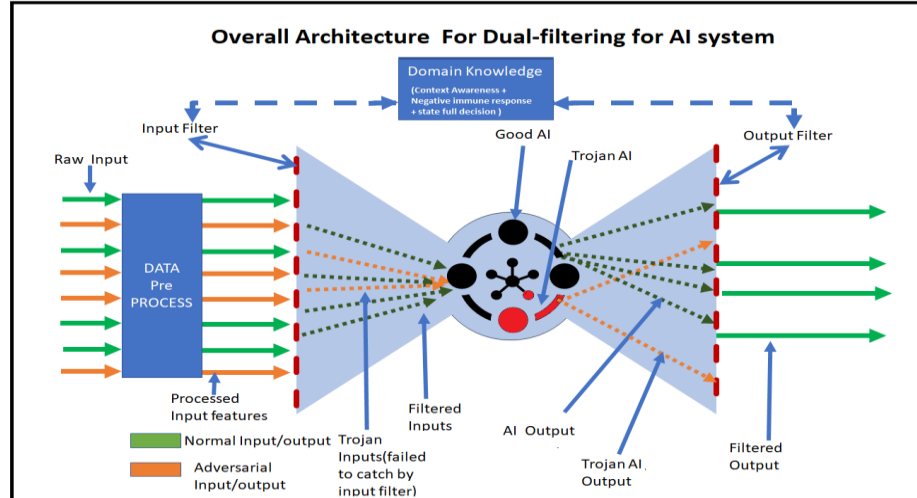 Overall Architecture For Dual-filtering for AI system
Domain Knowledge
(Context Awareness +
Negative immune response
+ state full decision )
Input Filter
Good AI
Output Filter
Raw Input
Trojan AI
DATA
Pre
PROCESS
Processed
Input features
Filtered
Inputs
Trojan
Inputs(failed
to catch by
input filter)
AI Output
Trojan AI
Output
Filtered
Output
Normal Input/output
Adversarial
Input/output